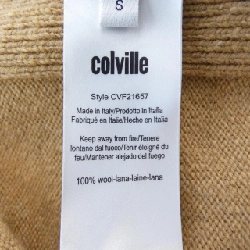 S
colville
Style CVF21657
Made in Italy/Prodotto in Italia
Fabriqué en Italie/Hecho en Italia
Keep away from fire/Tenere
lontano dal fuoco/Tenir éloigné du
feu/Mantener alejado del fuego
100% wool-lana-laine-lana